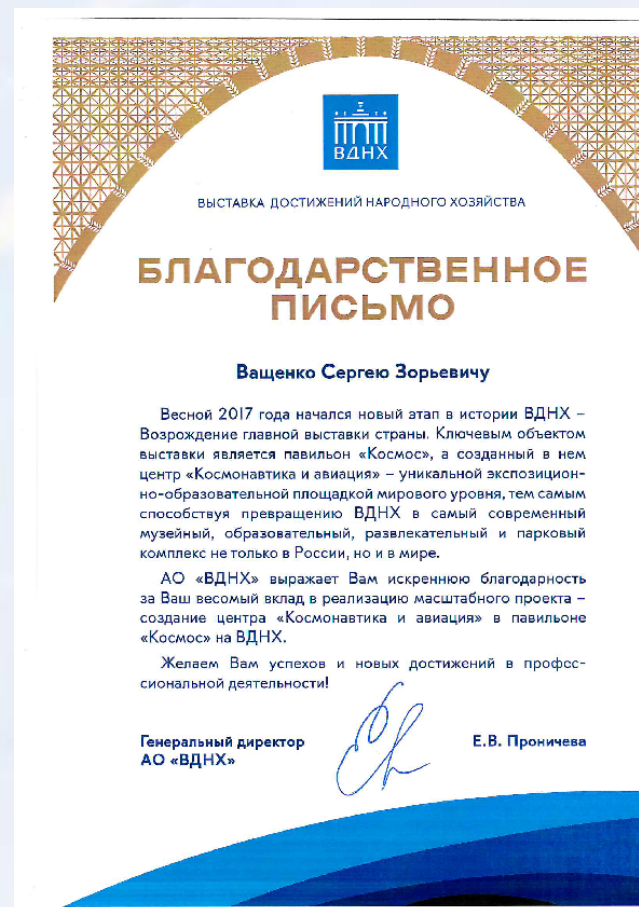 ВДНХ
ВЫСТАВКА ДОСТИЖЕНИЙ НАРОДНОГО ХОЗЯЙСТВА
БЛАГОДАРСТВЕННОЕ
ПИСЬМО
Ващенко Сергею Зорьевичу
Весной 2017 года начался новый этап в истории ВДНХ –
Возрождение главной выставки страны. Ключевым объектом
выставки является павильон «Космос», а созданный в нем
центр «Космонавтика и авиация» – уникальной экспозицион-
но-образовательной площадкой мирового уровня, тем самым
способствуя превращению ВДНХ в самый современный
музейный, образовательный, развлекательный и парковый
комплекс не только в России, но и в мире.
АО «ВДНХ» выражает Вам искреннюю благодарность
за Ваш весомый вклад в реализацию масштабного проекта –
создание центра «Космонавтика и авиация» в павильоне
«Космос» на ВДНХ.
Желаем Вам успехов и новых достижений в профес-
сиональной деятельности!
Генеральный директор
АО «ВДНХ»
Е.В. Проничева